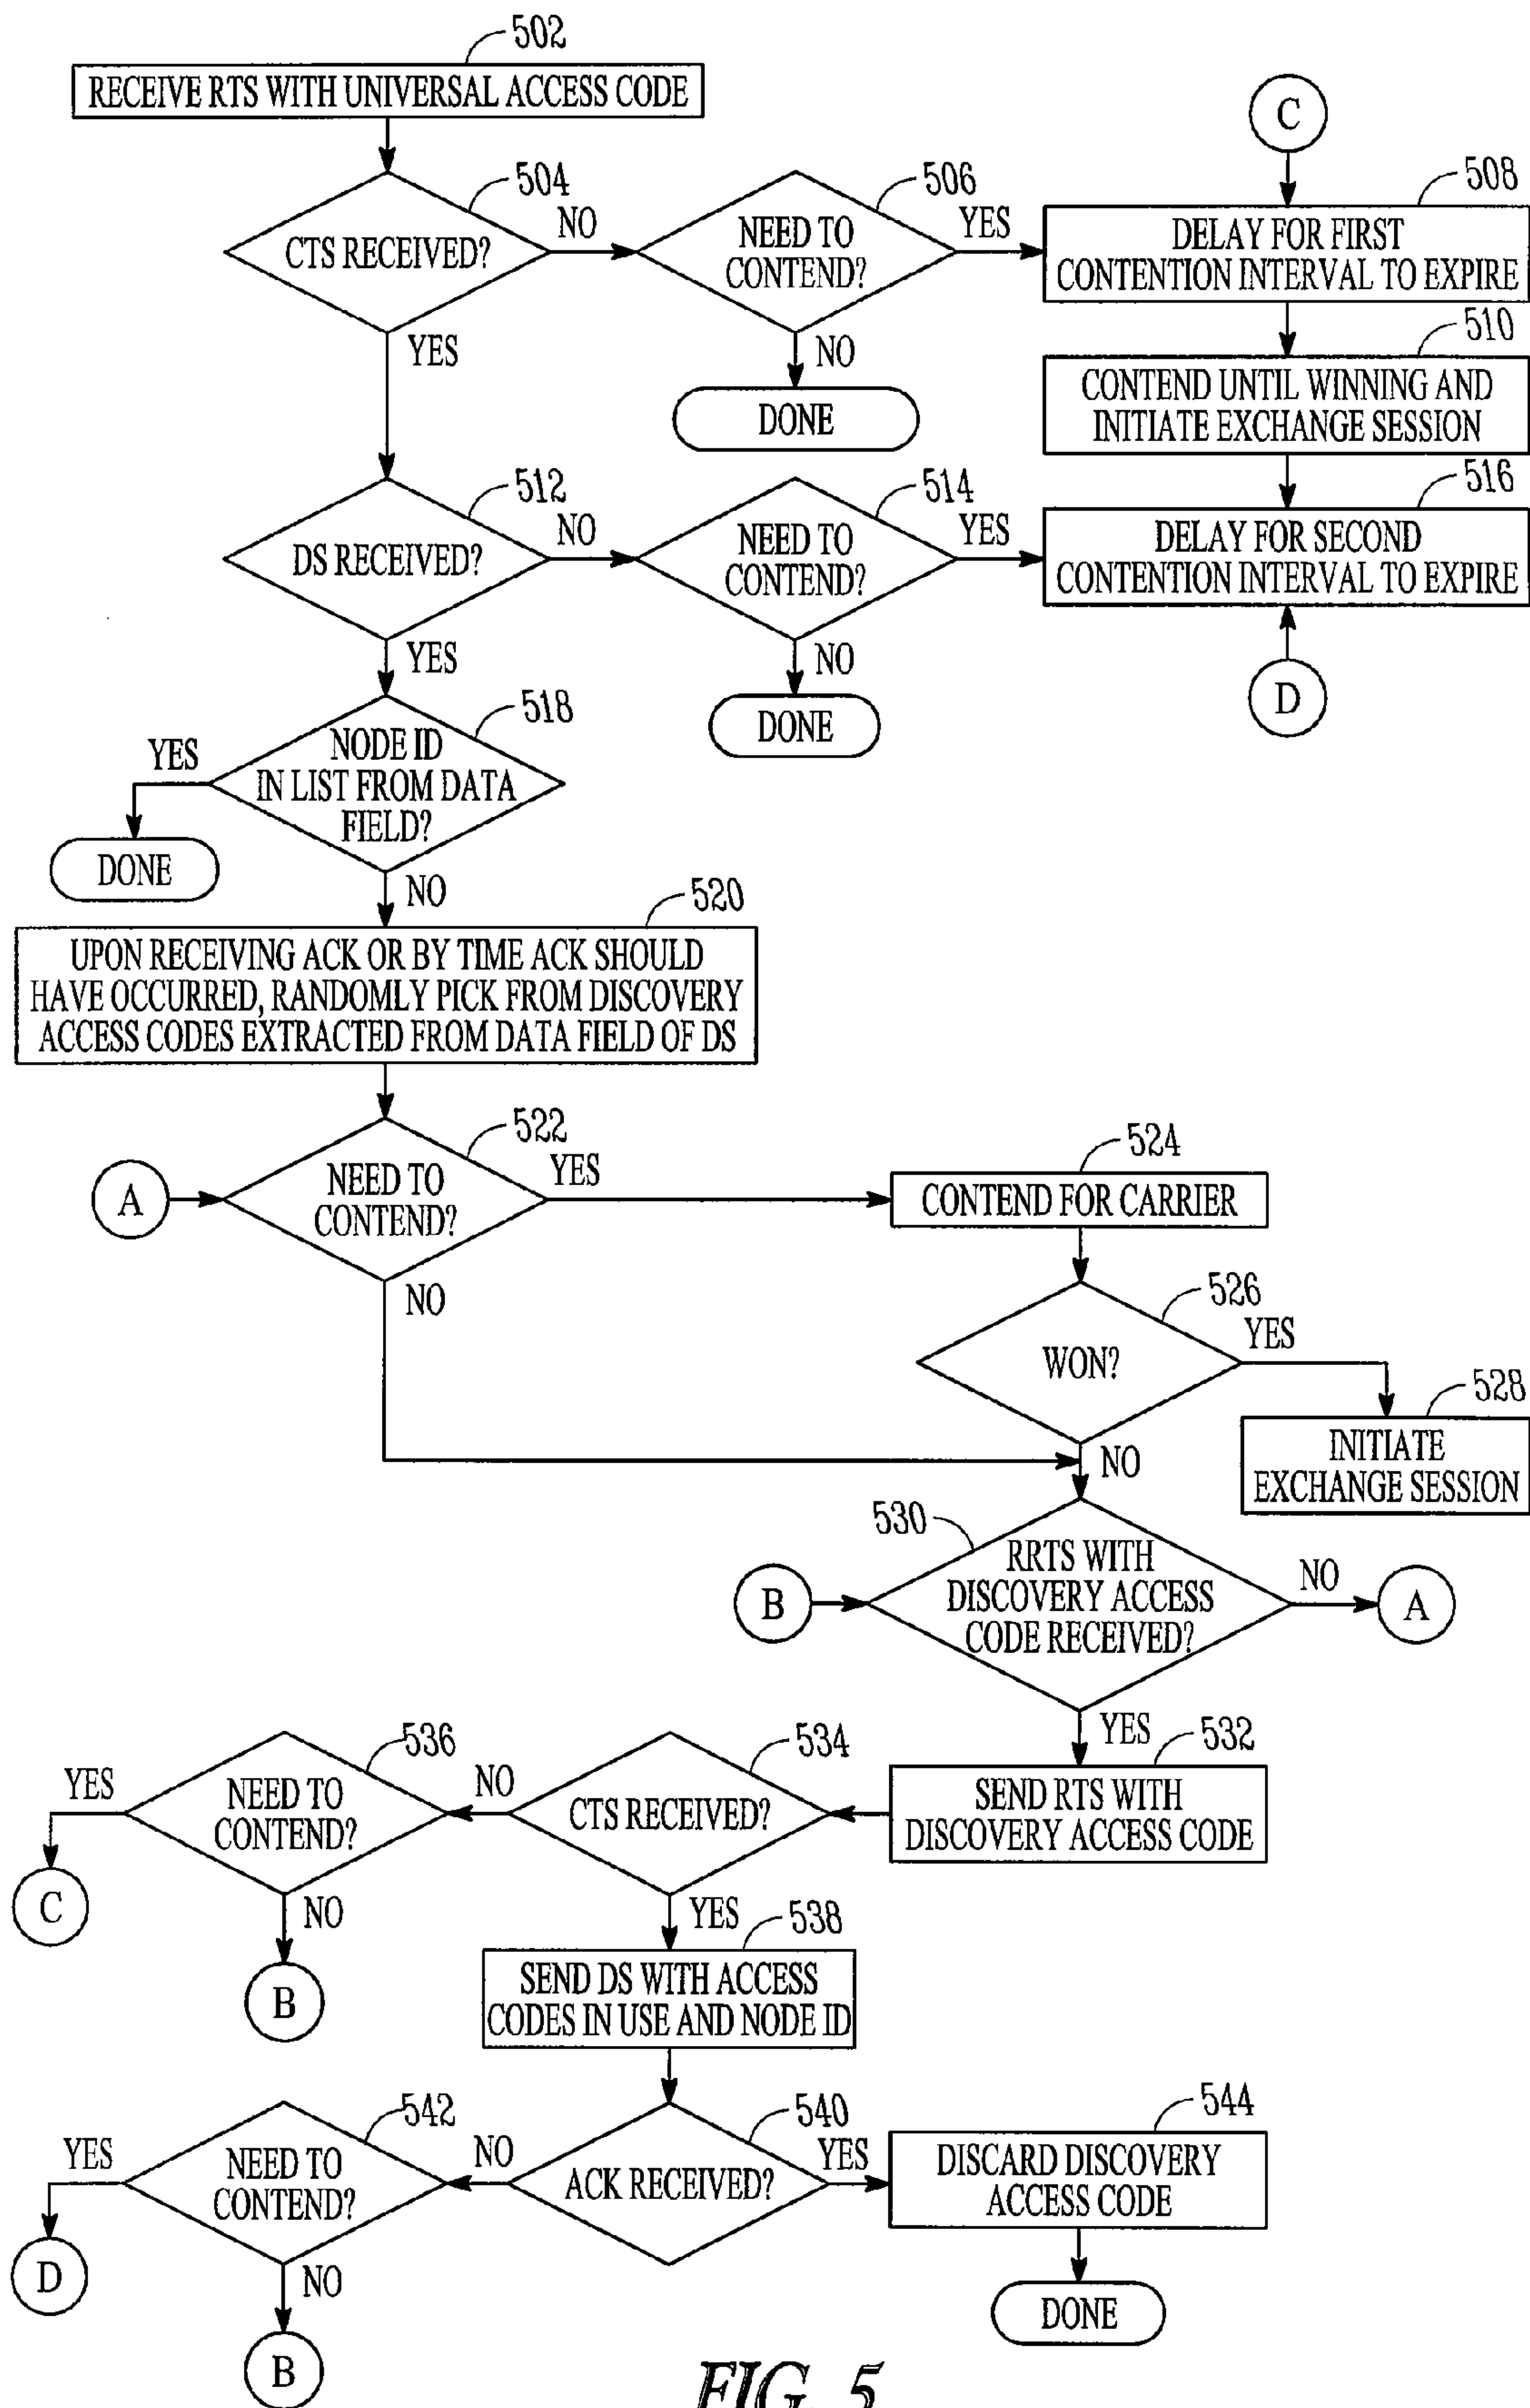 502
RECEIVE RTS WITH UNIVERSAL ACCESS CODE
C
504
CTS RECEIVED?
NO
YES
506
NEED TO
CONTEND?
YES
NO
DONE
508
DELAY FOR FIRST
CONTENTION INTERVAL TO EXPIRE
510
CONTEND UNTIL WINNING AND
INITIATE EXCHANGE SESSION
512
DS RECEIVED?
NO
YES
514
NEED TO
CONTEND?
YES
NO
DONE
516
DELAY FOR SECOND
CONTENTION INTERVAL TO EXPIRE
D
518
NODE ID
IN LIST FROM DATA
FIELD?
YES
DONE
NO
520
UPON RECEIVING ACK OR BY TIME ACK SHOULD
HAVE OCCURRED, RANDOMLY PICK FROM DISCOVERY
ACCESS CODES EXTRACTED FROM DATA FIELD OF DS
A
522
NEED TO
CONTEND?
YES
NO
524
CONTEND FOR CARRIER
526
WON?
YES
NO
528
INITIATE
EXCHANGE SESSION
B
530
RRTS WITH
DISCOVERY ACCESS
CODE RECEIVED?
NO
A
YES
532
SEND RTS WITH
DISCOVERY ACCESS CODE
534
CTS RECEIVED?
NO
YES
536
NEED TO
CONTEND?
YES
C
NO
B
538
SEND DS WITH ACCESS
CODES IN USE AND NODE ID
540
ACK RECEIVED?
NO
YES
542
NEED TO
CONTEND?
YES
D
NO
B
544
DISCARD DISCOVERY
ACCESS CODE
DONE
FIG. 5